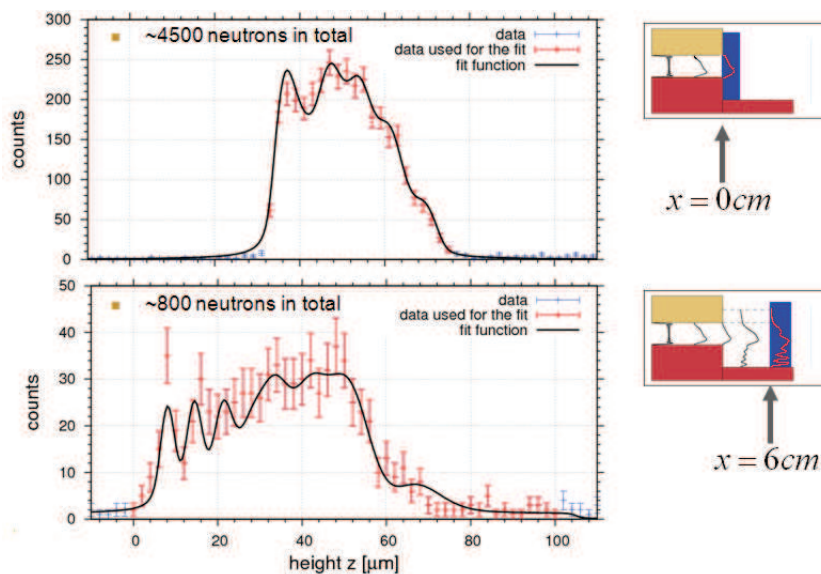 300
250
200
150
100
50
0
counts
~4500 neutrons in total
data
data used for the fit
fit function
x = 0cm
50
40
30
20
10
0
counts
~800 neutrons in total
data
data used for the fit
fit function
0 20 40 60 80 100
height z [μm]
x = 6cm